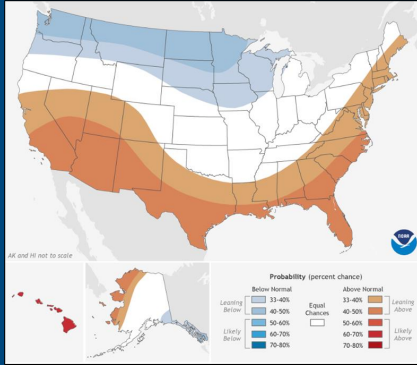 NOAA
AK and HI not to scale
Probability (percent chance)
Below Normal
Above Normal
Leaning
Below
Likely
Below
33-40%
40-50%
50-60%
60-70%
70-80%
Equal
Chances
33-40%
40-50%
50-60%
60-70%
70-80%
Leaning
Above
Likely
Above